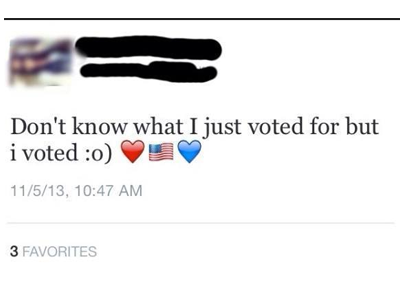 Don't know what I just voted for but
i voted :o) ❤️🇺🇸💙
11/5/13, 10:47 AM
3 FAVORITES